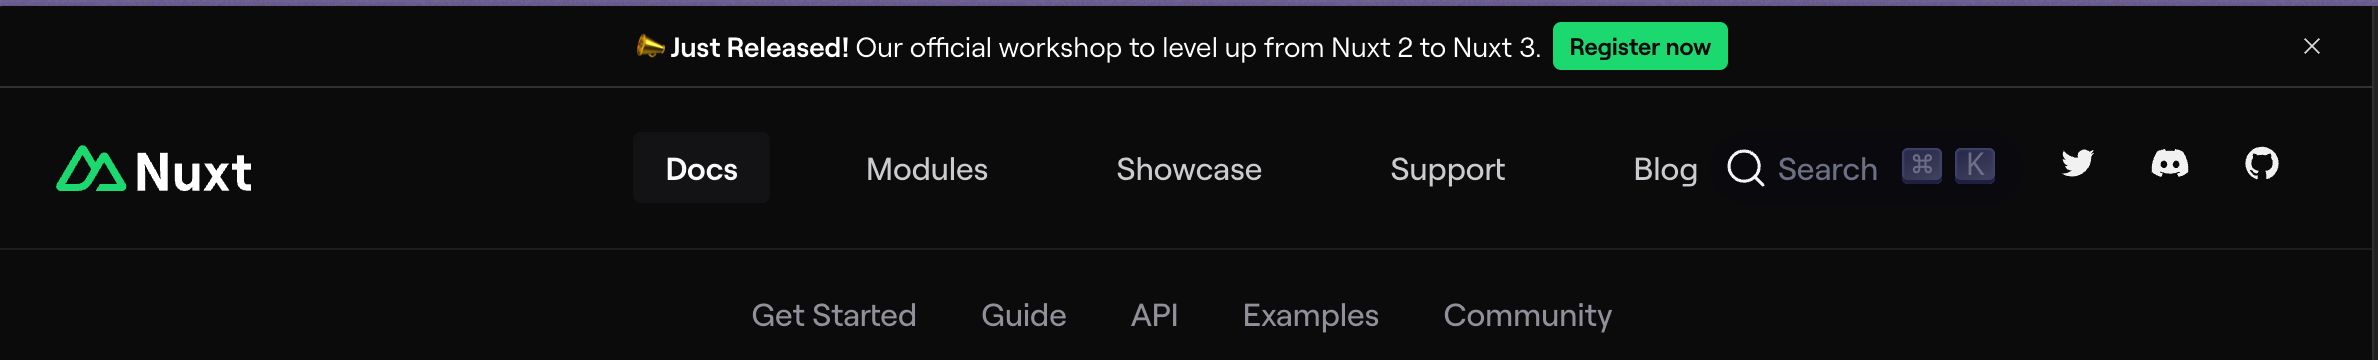 Just Released! Our official workshop to level up from Nuxt 2 to Nuxt 3. Register now
Nuxt Docs Modules Showcase Support Blog Search ⌘ K
Get Started Guide API Examples Community